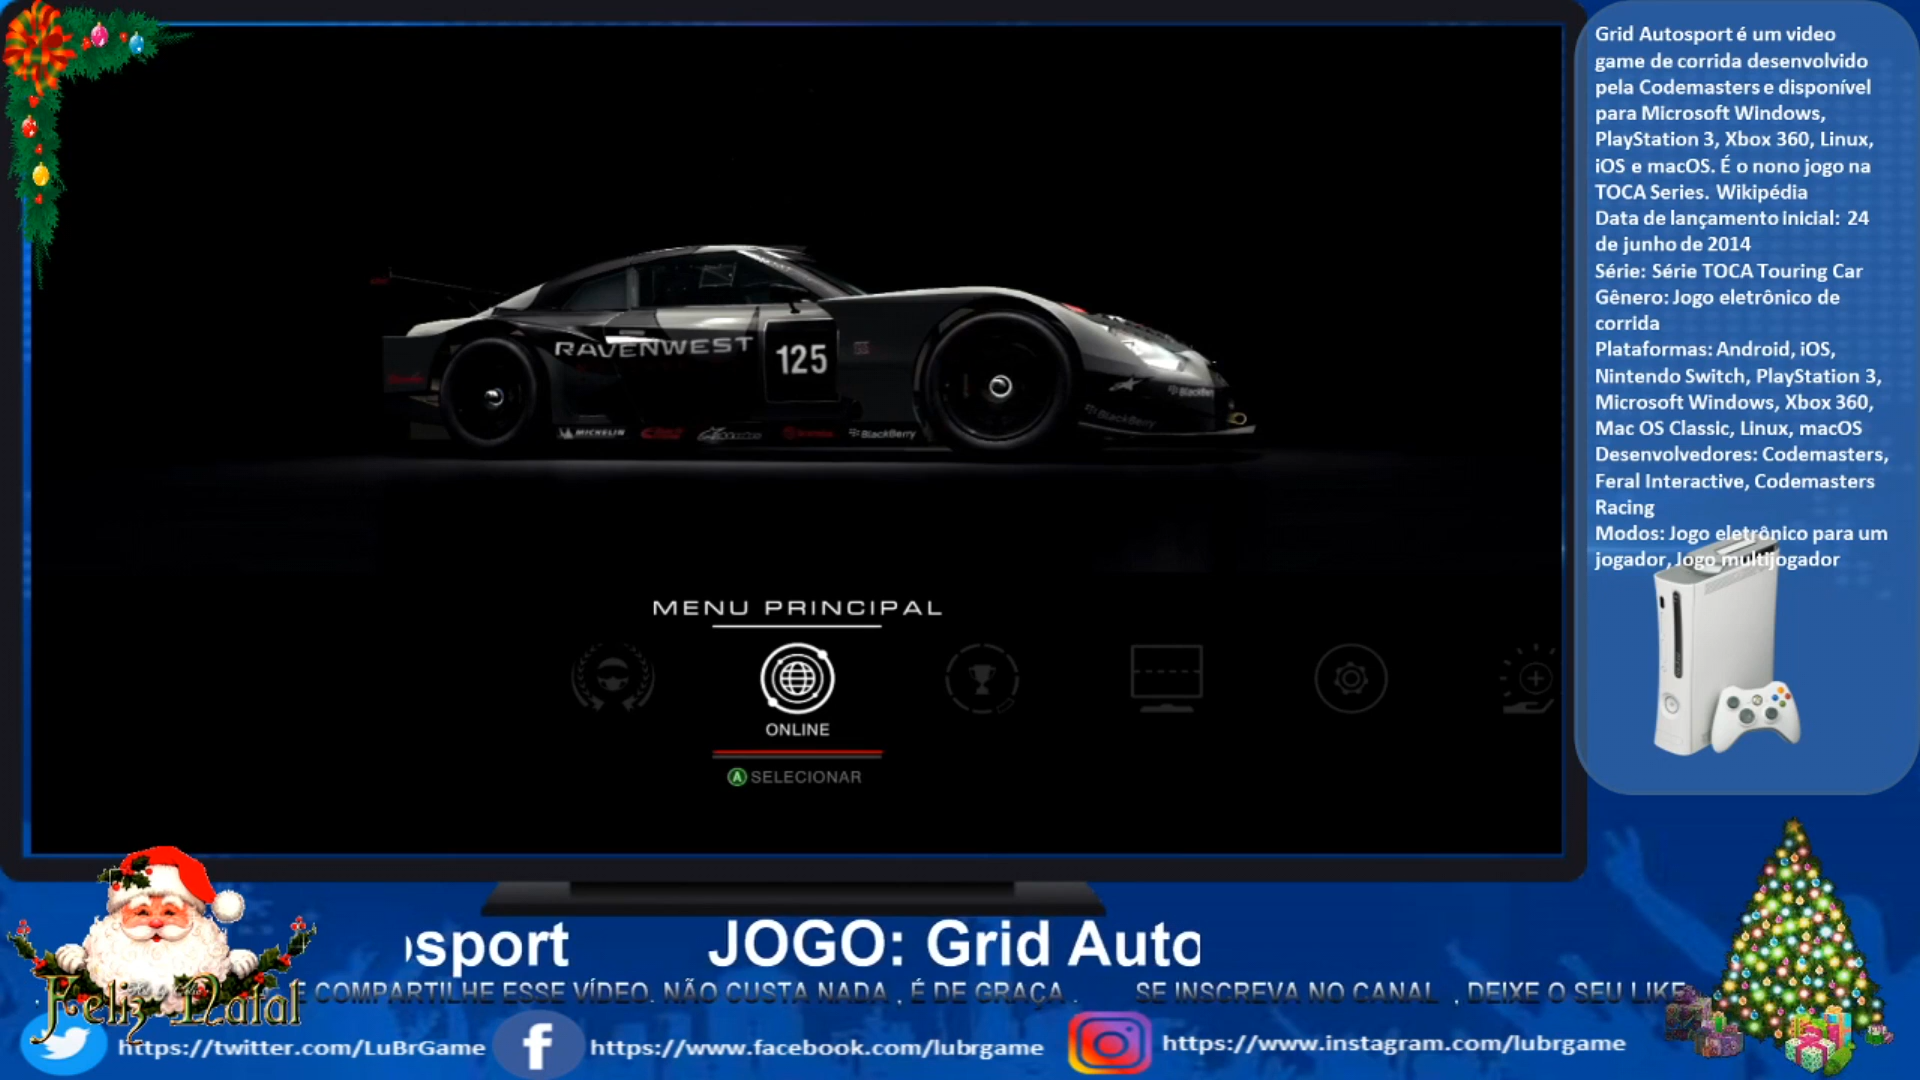 Grid Autosport é um video
game de corrida desenvolvido
pela Codemasters e disponível
para Microsoft Windows,
PlayStation 3, Xbox 360, Linux,
iOS e macOS. É o nono jogo na
TOCA Series. Wikipédia
Data de lançamento inicial: 24
de junho de 2014
Série: Série TOCA Touring Car
Gênero: Jogo eletrônico de
corrida
Plataformas: Android, iOS,
Nintendo Switch, PlayStation 3,
Microsoft Windows, Xbox 360,
Mac OS Classic, Linux, macOS
Desenvolvedores: Codemasters,
Feral Interactive, Codemasters
Racing
Modos: Jogo eletrônico para um
jogador, Jogo multijogador
RAVENWEST
125
MICHELIN
BlackBerry
BlackBerry
BlackBerry
MENU PRINCIPAL
ONLINE
A SELECIONAR
osport JOGO: Grid Auto
E COMPARTILHE ESSE VÍDEO. NÃO CUSTA NADA , É DE GRAÇA . SE INSCREVA NO CANAL , DEIXE O SEU LIKE
Feliz Natal
https://twitter.com/LuBrGame
https://www.facebook.com/lubrgame
https://www.instagram.com/lubrgame